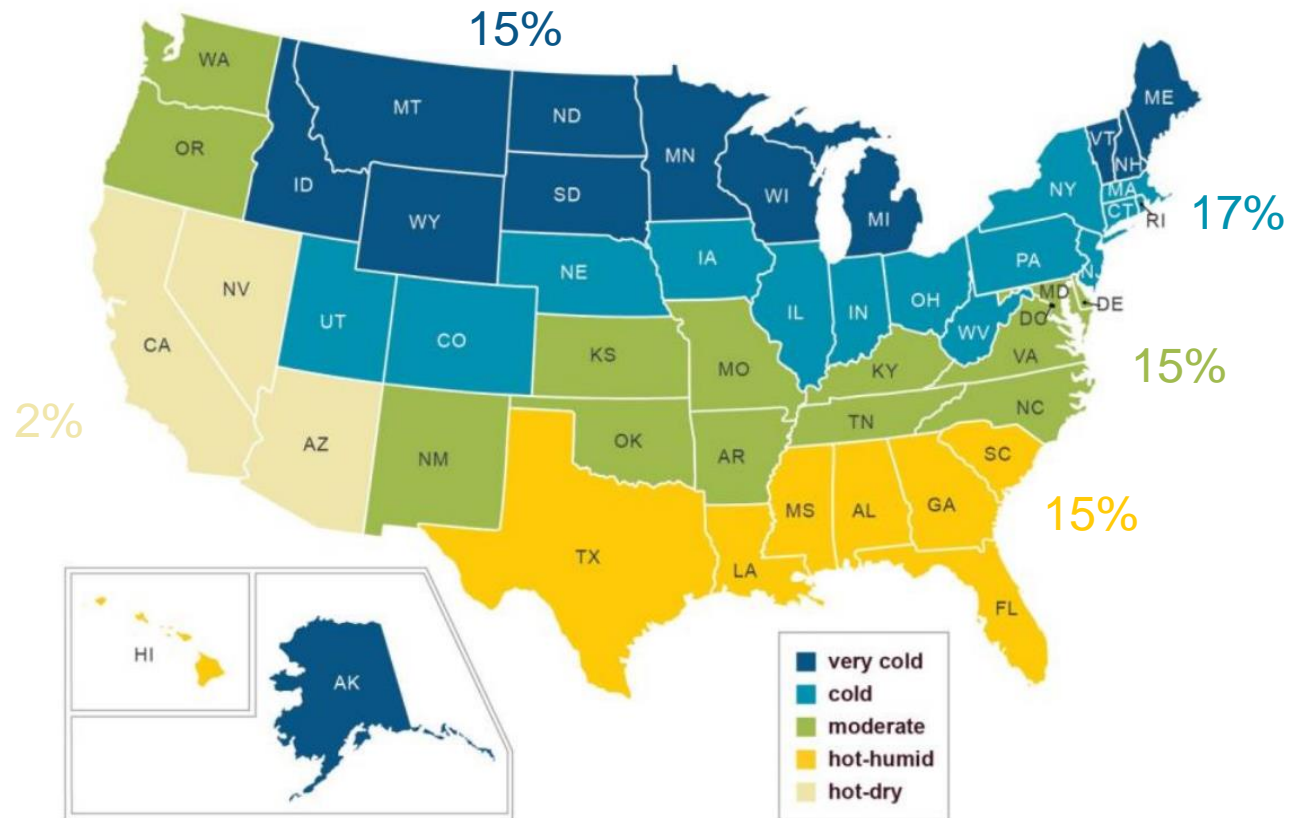 15%
WA
MT
ND
ME
OR
ID
MN
VT
NH
SD
WI
NY
MA
WY
MI
CT
RI
17%
IA
PA
NE
NJ
NV
OH
UT
IL
IN
MD
DE
CO
WV
DO
CA
KS
MO
KY
VA
15%
2%
AZ
NM
OK
TN
NC
AR
SC
MS
AL
GA
15%
TX
LA
FL
HI
AK
very cold
cold
moderate
hot-humid
hot-dry